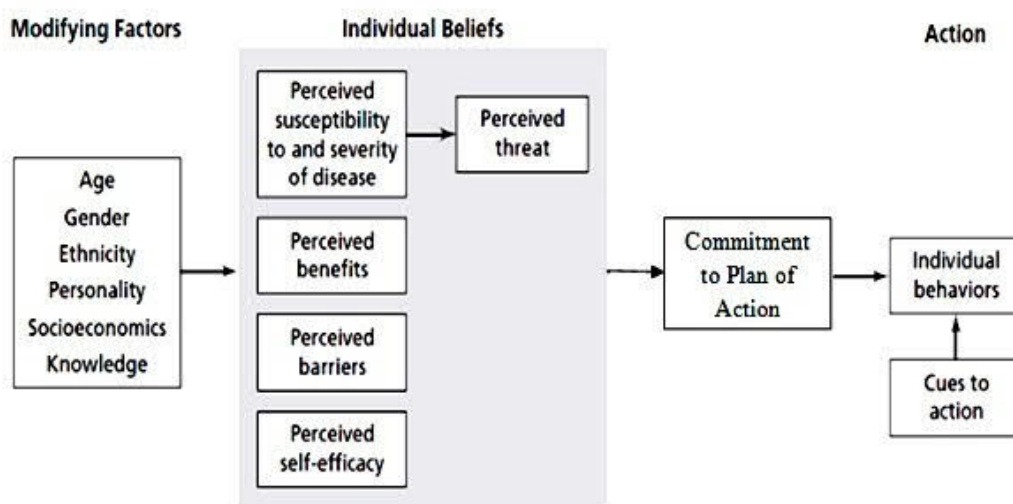 Modifying Factors
Individual Beliefs
Action
Age
Gender
Ethnicity
Personality
Socioeconomics
Knowledge
Perceived
susceptibility
to and severity
of disease
Perceived
threat
Perceived
benefits
Perceived
barriers
Perceived
self-efficacy
Commitment
to Plan of
Action
Individual
behaviors
Cues to
action